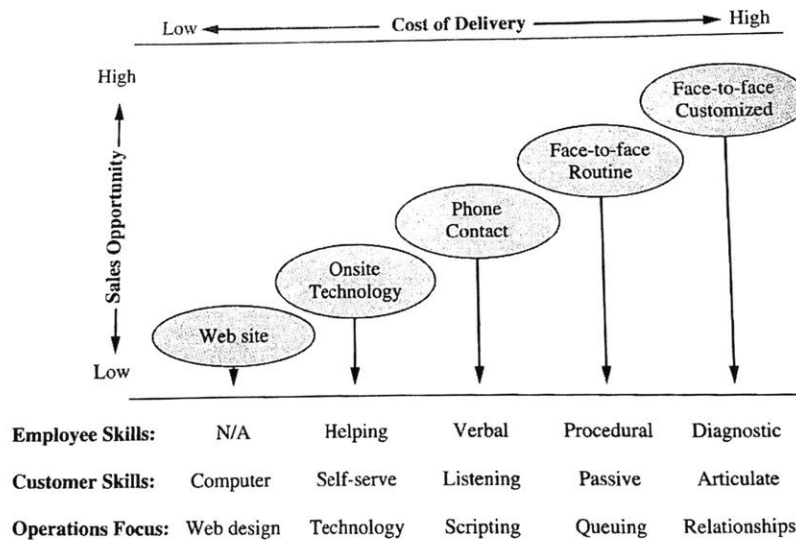 Low Cost of Delivery High
High
Face-to-face
Customized
Face-to-face
Routine
Phone
Contact
Sales Opportunity
Onsite
Technology
Web site
Low
Employee Skills: N/A Helping Verbal Procedural Diagnostic
Customer Skills: Computer Self-serve Listening Passive Articulate
Operations Focus: Web design Technology Scripting Queuing Relationships